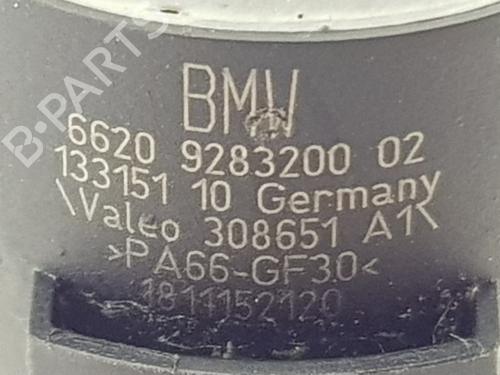 BMW
6620 9283200 02
133151 10 Germany
\Valeo 308651 A1\
>PA66-GF30<
1811152120
B-PARTS